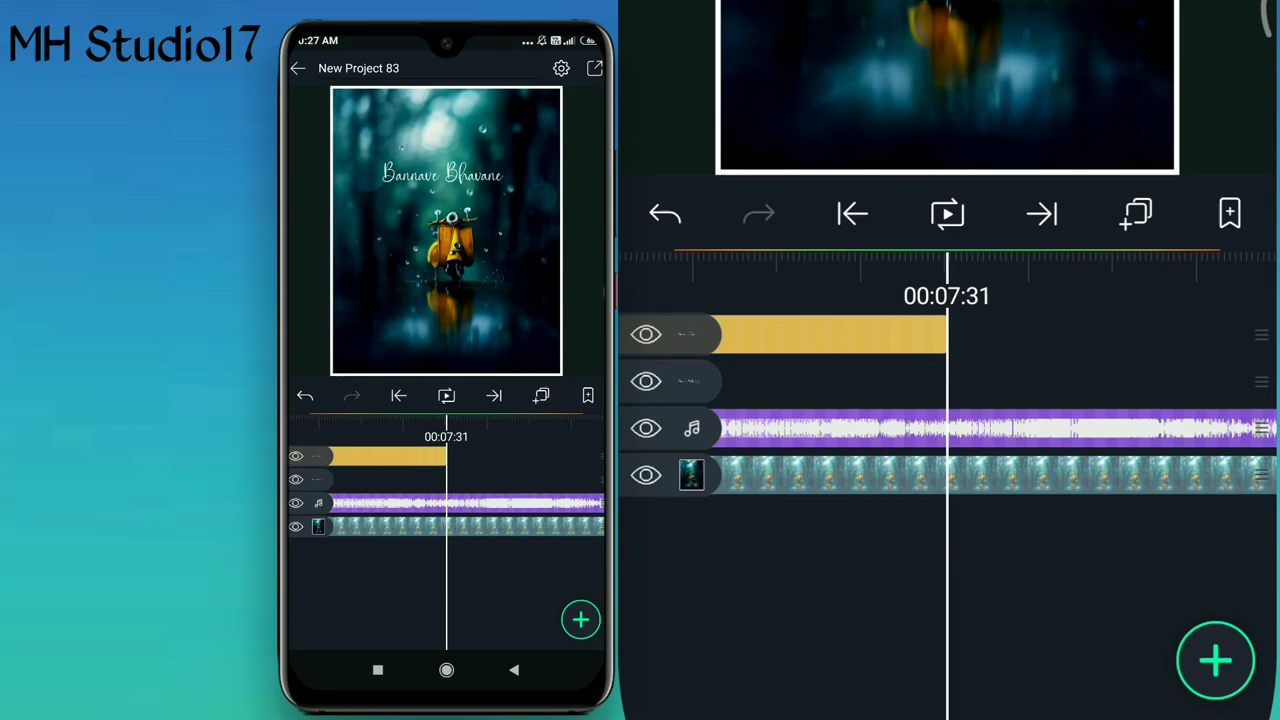 MH Studio17
0:27 AM
New Project 83
Bannave Bhavane
00:07:31
00:07:31